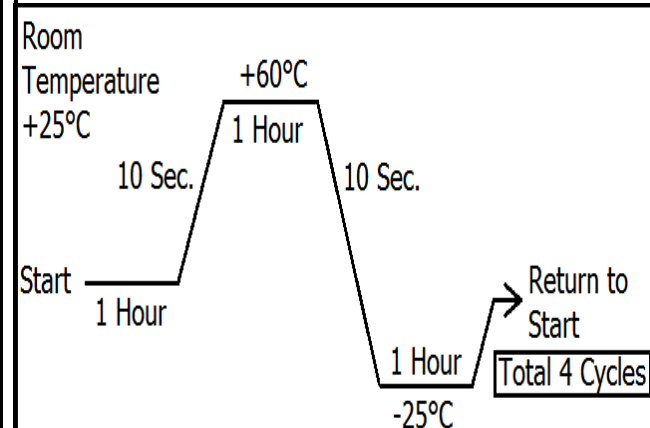 Room
Temperature
+25°C
+60°C
1 Hour
10 Sec.
10 Sec.
Start
1 Hour
Return to
Start
1 Hour
Total 4 Cycles
-25°C